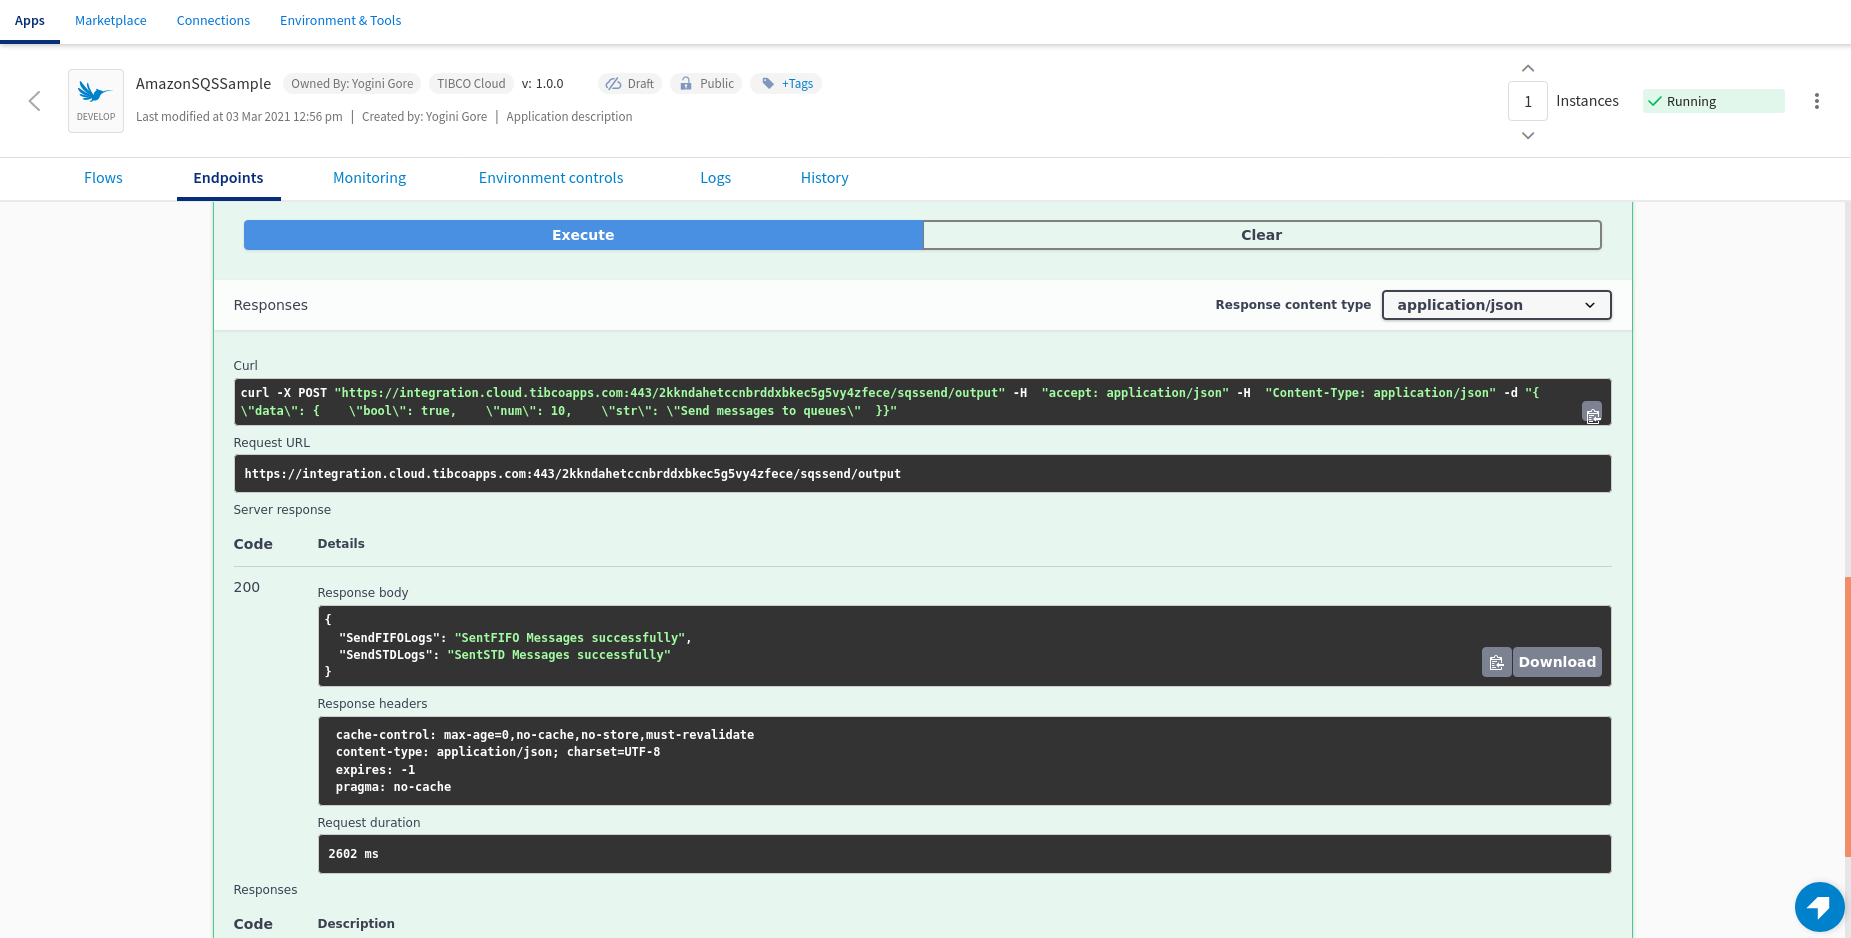 Apps Marketplace Connections Environment & Tools
AmazonSQSSample Owned By: Yogini Gore TIBCO Cloud v: 1.0.0 Draft Public +Tags
DEVELOP
Last modified at 03 Mar 2021 12:56 pm | Created by: Yogini Gore | Application description
1 Instances Running
Flows Endpoints Monitoring Environment controls Logs History
Execute Clear
Responses Response content type application/json
Curl
curl -X POST "https://integration.cloud.tibcoapps.com:443/2kkndahetccnbrddxbkec5g5vy4zfece/sqssend/output" -H  "accept: application/json" -H  "Content-Type: application/json" -d "{
\"data\": {    \"bool\": true,    \"num\": 10,    \"str\": \"Send messages to queues\"  }}"
Request URL
https://integration.cloud.tibcoapps.com:443/2kkndahetccnbrddxbkec5g5vy4zfece/sqssend/output
Server response
Code Details
200
Response body
{
"SendFIFOLogs": "SentFIFO Messages successfully",
"SendSTDLogs": "SentSTD Messages successfully"
}
Download
Response headers
cache-control: max-age=0,no-cache,no-store,must-revalidate
content-type: application/json; charset=UTF-8
expires: -1
pragma: no-cache
Request duration
2602 ms
Responses
Code Description